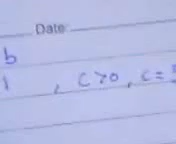 Date:
b
1 , C>0, C=